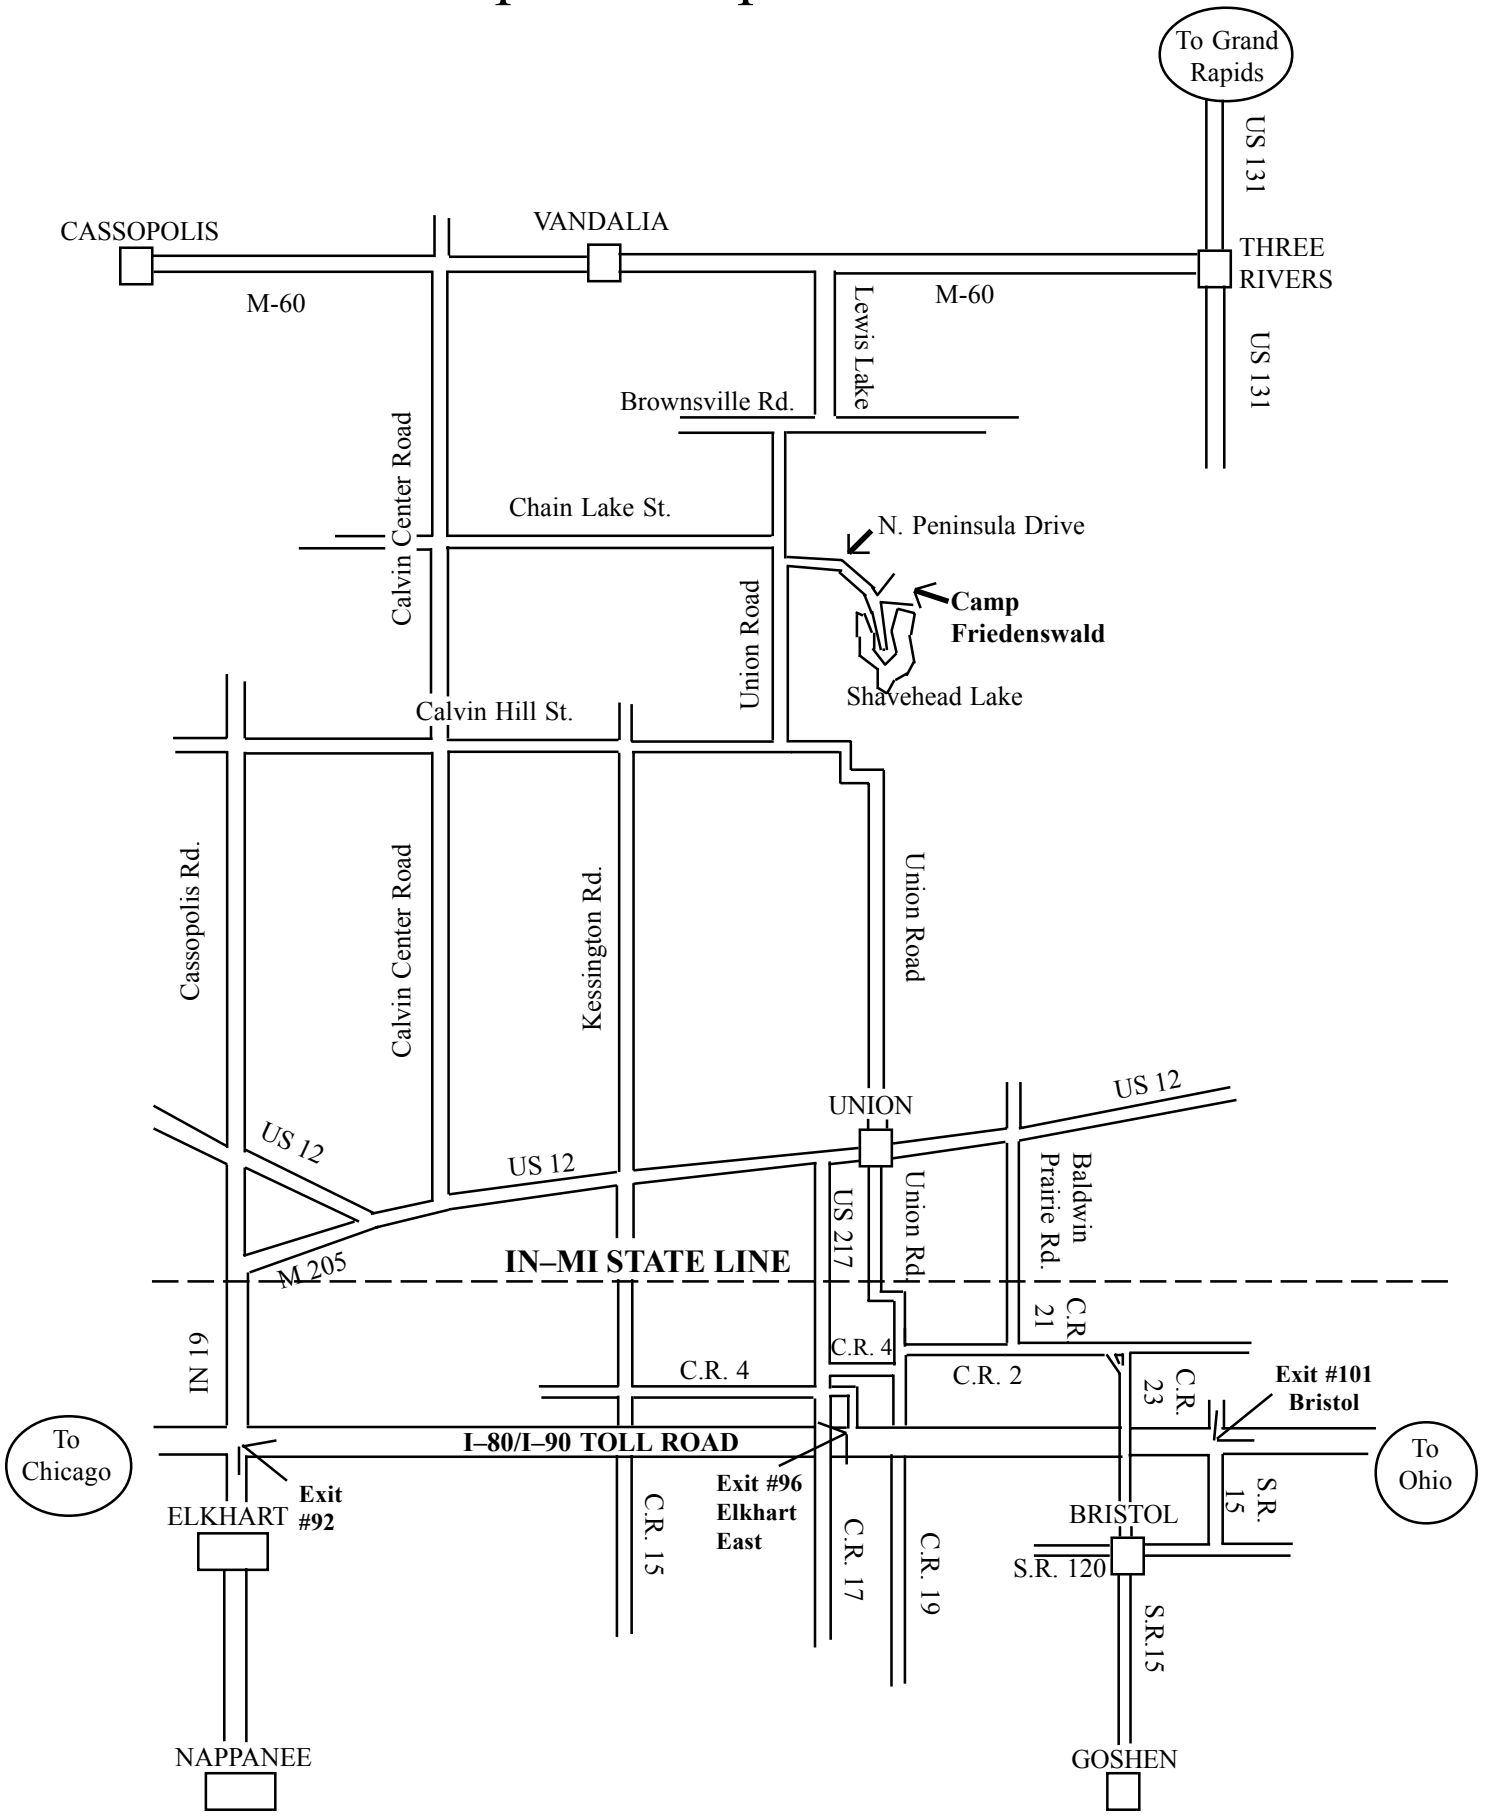 To Grand
Rapids
US 131
CASSOPOLIS
VANDALIA
THREE
RIVERS
M-60
Lewis Lake
M-60
US 131
Brownsville Rd.
Calvin Center Road
Chain Lake St.
N. Peninsula Drive
Union Road
Camp
Friedenswald
Shavehead Lake
Calvin Hill St.
Cassopolis Rd.
Calvin Center Road
Kessington Rd.
Union Road
US 12
UNION
US 12
US 12
US 217
Union Rd.
Baldwin
Prairie Rd.
IN–MI STATE LINE
M 205
IN 19
C.R. 4
C.R. 4
C.R
21
C.R. 2
C.R.
23
Exit #101
Bristol
To
Chicago
I–80/I–90 TOLL ROAD
To
Ohio
Exit
#92
ELKHART
Exit #96
Elkhart
East
C.R. 15
C.R. 17
C.R. 19
BRISTOL
S.R.
15
S.R. 120
S.R.15
NAPPANEE
GOSHEN